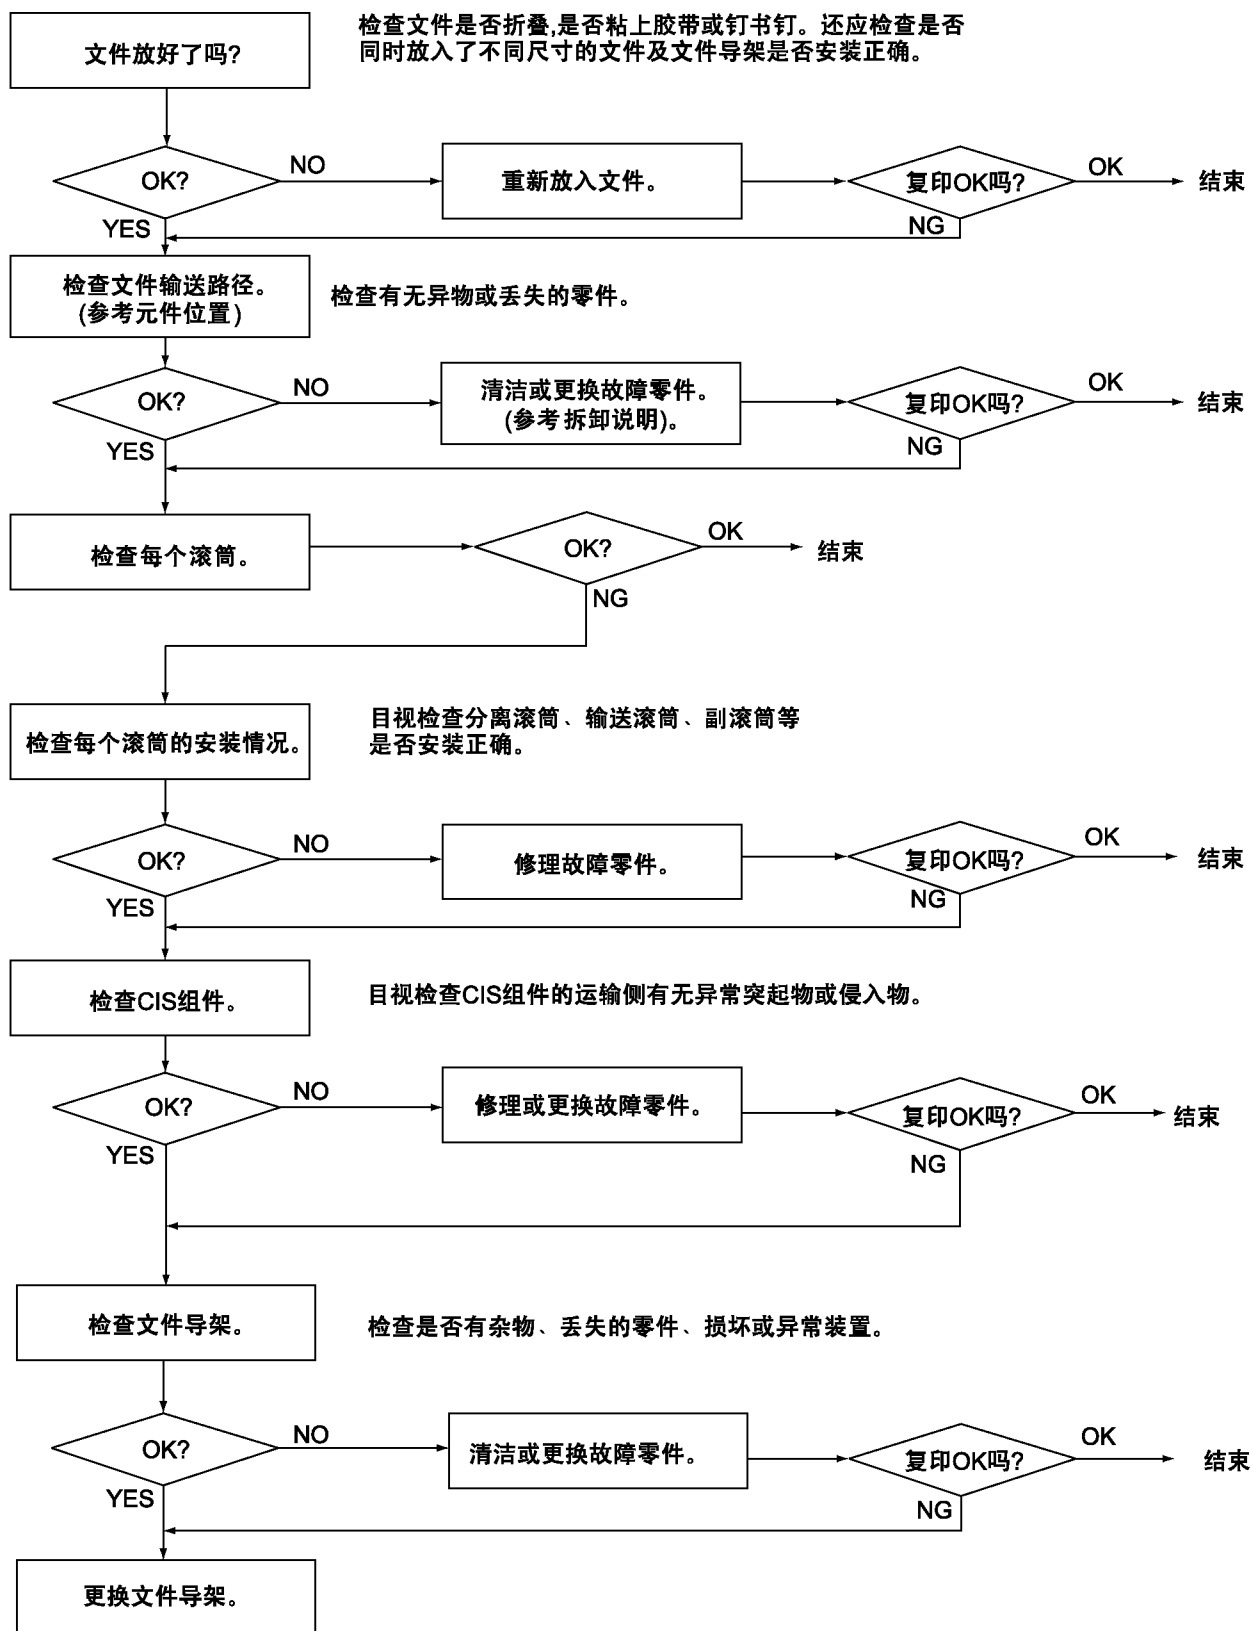 文件放好了吗?
检查文件是否折叠,是否粘上胶带或钉书钉。还应检查是否
同时放入了不同尺寸的文件及文件导架是否安装正确。
OK?
NO
重新放入文件。
复印OK吗?
OK
结束
YES
NG
检查文件输送路径。
(参考元件位置)
检查有无异物或丢失的零件。
OK?
NO
清洁或更换故障零件。
(参考拆卸说明)。
复印OK吗?
OK
结束
YES
NG
检查每个滚筒。
OK?
OK
结束
NG
检查每个滚筒的安装情况。
目视检查分离滚筒、输送滚筒、副滚筒等
是否安装正确。
OK?
NO
修理故障零件。
复印OK吗?
OK
结束
YES
NG
检查CIS组件。
目视检查CIS组件的运输侧有无异常突起物或侵入物。
OK?
NO
修理或更换故障零件。
复印OK吗?
OK
结束
YES
NG
检查文件导架。
检查是否有杂物、丢失的零件、损坏或异常装置。
OK?
NO
清洁或更换故障零件。
复印OK吗?
OK
结束
YES
NG
更换文件导架。